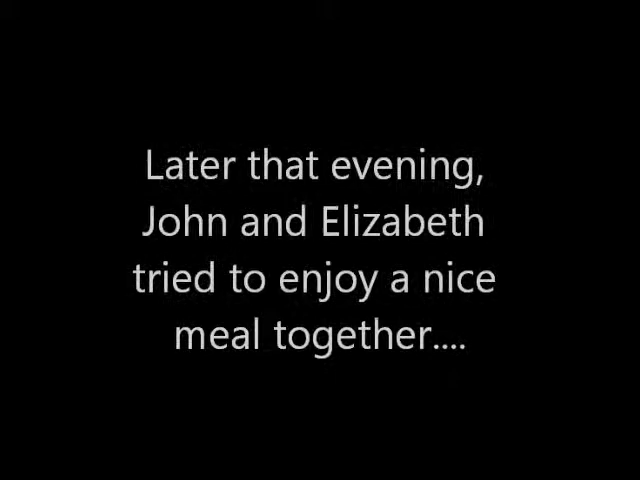 Later that evening,
John and Elizabeth
tried to enjoy a nice
meal together....